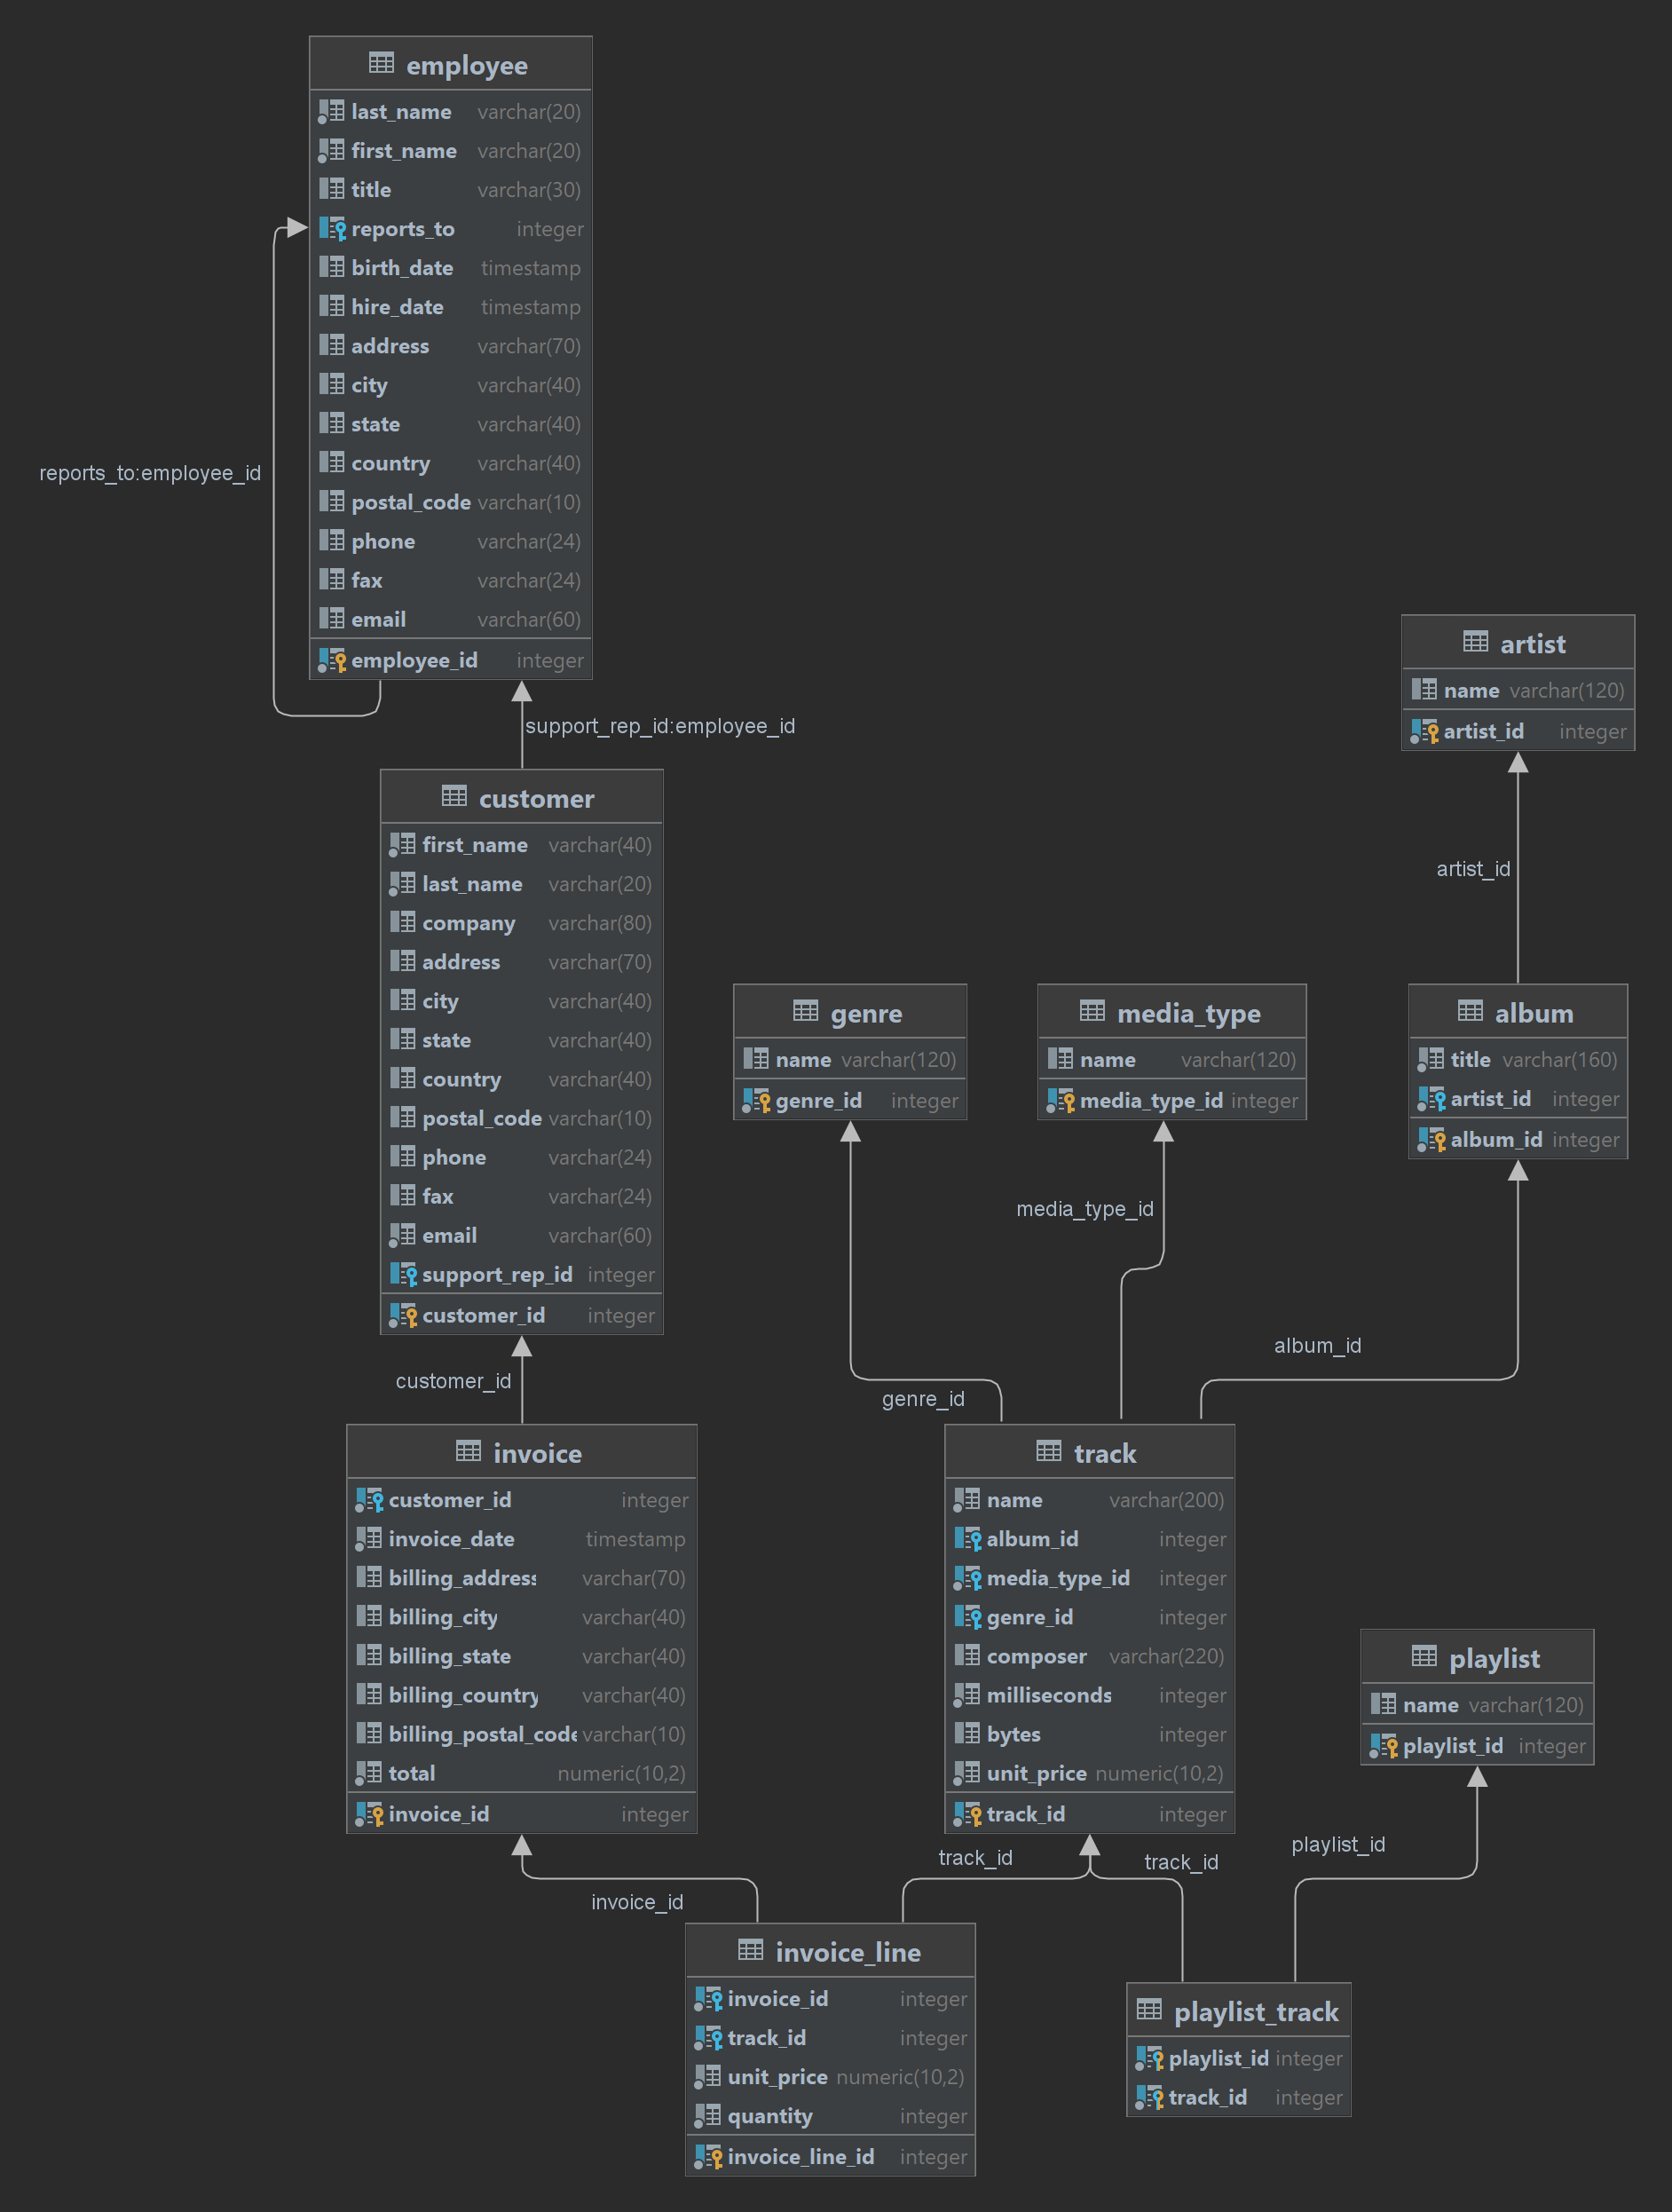 employee
last_name varchar(20)
first_name varchar(20)
title varchar(30)
reports_to integer
birth_date timestamp
hire_date timestamp
address varchar(70)
city varchar(40)
state varchar(40)
country varchar(40)
postal_code varchar(10)
phone varchar(24)
fax varchar(24)
email varchar(60)
employee_id integer
reports_to:employee_id
support_rep_id:employee_id
customer
first_name varchar(40)
last_name varchar(20)
company varchar(80)
address varchar(70)
city varchar(40)
state varchar(40)
country varchar(40)
postal_code varchar(10)
phone varchar(24)
fax varchar(24)
email varchar(60)
support_rep_id integer
customer_id integer
customer_id
artist
name varchar(120)
artist_id integer
artist_id
genre
name varchar(120)
genre_id integer
genre_id
media_type
name varchar(120)
media_type_id integer
media_type_id
album
title varchar(160)
artist_id integer
album_id integer
album_id
invoice
customer_id integer
invoice_date timestamp
billing_address varchar(70)
billing_city varchar(40)
billing_state varchar(40)
billing_country varchar(40)
billing_postal_code varchar(10)
total numeric(10,2)
invoice_id integer
invoice_id
track
name varchar(200)
album_id integer
media_type_id integer
genre_id integer
composer varchar(220)
milliseconds integer
bytes integer
unit_price numeric(10,2)
track_id integer
track_id
track_id
playlist
name varchar(120)
playlist_id integer
playlist_id
invoice_line
invoice_id integer
track_id integer
unit_price numeric(10,2)
quantity integer
invoice_line_id integer
playlist_track
playlist_id integer
track_id integer